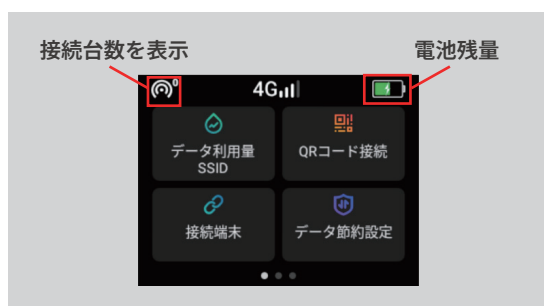 接続台数を表示
電池残量
0
4G
データ利用量
SSID
QRコード接続
接続端末
データ節約設定